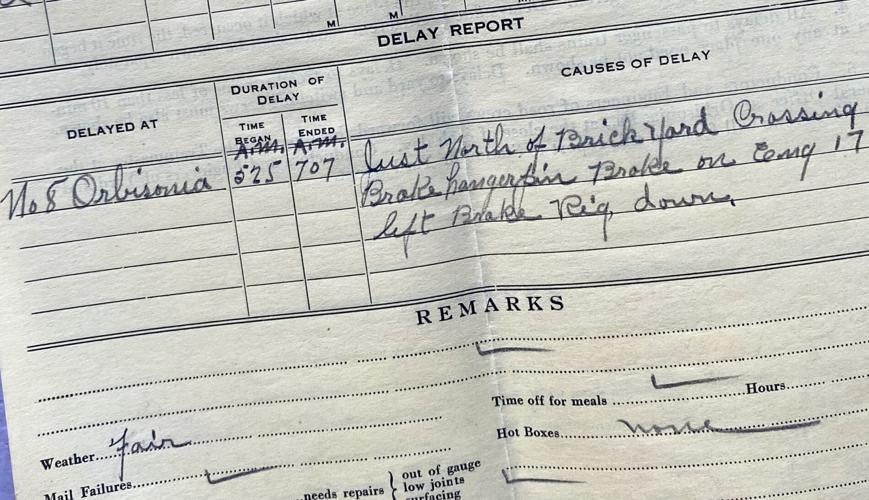 M
M
DELAY REPORT
DELAYED AT
DURATION OF
DELAY
CAUSES OF DELAY
TIME
BEGAN
TIME
ENDED
A.M. A.M.
No 8 Orbisonia 525 707 Just North of Brick Yard Crossing
Brake hanger pin Broke on Eng 17
left Brake Rig, down,
REMARKS
Time off for meals Hours
Weather Fair
Hot Boxes none
Mail Failures
needs repairs
out of gauge
low joints
surfacing